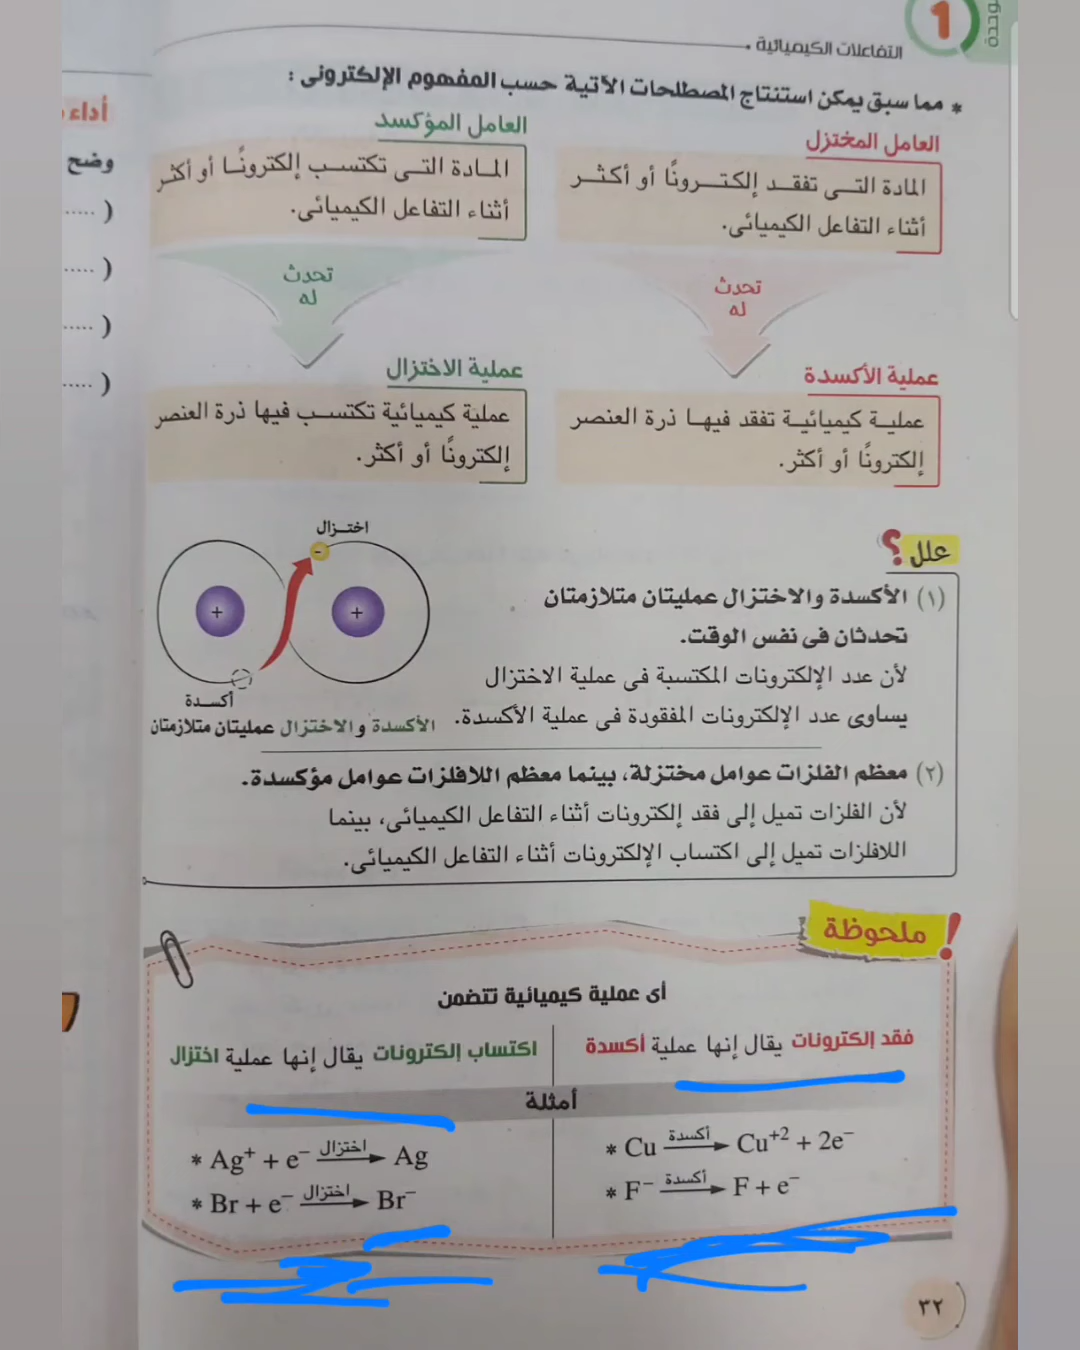 1
التفاعلات الكيميائية
* مما سبق يمكن استنتاج المصطلحات الآتية حسب المفهوم الإلكترونى :
العامل المختزل
المادة التى تفقد إلكترونًا أو أكثر
أثناء التفاعل الكيميائى.
العامل المؤكسد
المادة التى تكتسب إلكترونًا أو أكثر
أثناء التفاعل الكيميائى.
تحدث
له
تحدث
له
عملية الأكسدة
عملية كيميائية تفقد فيها ذرة العنصر
إلكترونًا أو أكثر.
عملية الاختزال
عملية كيميائية تكتسب فيها ذرة العنصر
إلكترونًا أو أكثر.
علل ؟
(١) الأكسدة والاختزال عمليتان متلازمتان
تحدثان فى نفس الوقت.
لأن عدد الإلكترونات المكتسبة فى عملية الاختزال
يساوى عدد الإلكترونات المفقودة فى عملية الأكسدة.
اختزال
-
+
+
أكسدة
الأكسدة والاختزال عمليتان متلازمتان
(٢) معظم الفلزات عوامل مختزلة، بينما معظم اللافلزات عوامل مؤكسدة.
لأن الفلزات تميل إلى فقد إلكترونات أثناء التفاعل الكيميائى، بينما
اللافلزات تميل إلى اكتساب الإلكترونات أثناء التفاعل الكيميائى.
ملحوظة !
أى عملية كيميائية تتضمن
فقد إلكترونات يقال إنها عملية أكسدة
اكتساب إلكترونات يقال إنها عملية اختزال
أمثلة
* Cu أكسدة→ Cu⁺² + 2e⁻
* F⁻ أكسدة→ F + e⁻
* Ag⁺ + e⁻ اختزال→ Ag
* Br + e⁻ اختزال→ Br⁻
٣٢
أداء
وضح
( .....
( .....
( .....
( .....